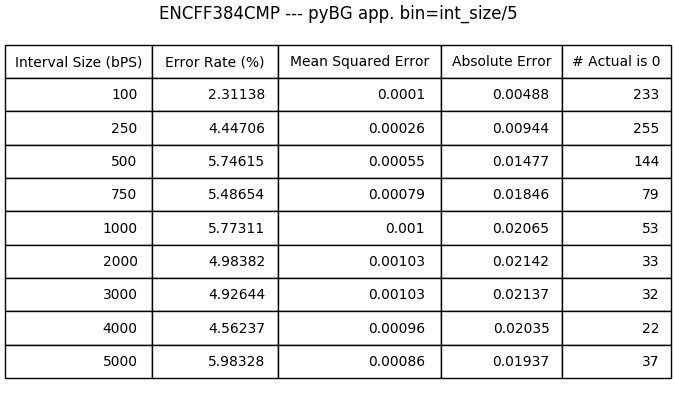 ENCFF384CMP --- pyBG app. bin=int_size/5
Interval Size (bPS) Error Rate (%) Mean Squared Error Absolute Error # Actual is 0
100 2.31138 0.0001 0.00488 233
250 4.44706 0.00026 0.00944 255
500 5.74615 0.00055 0.01477 144
750 5.48654 0.00079 0.01846 79
1000 5.77311 0.001 0.02065 53
2000 4.98382 0.00103 0.02142 33
3000 4.92644 0.00103 0.02137 32
4000 4.56237 0.00096 0.02035 22
5000 5.98328 0.00086 0.01937 37